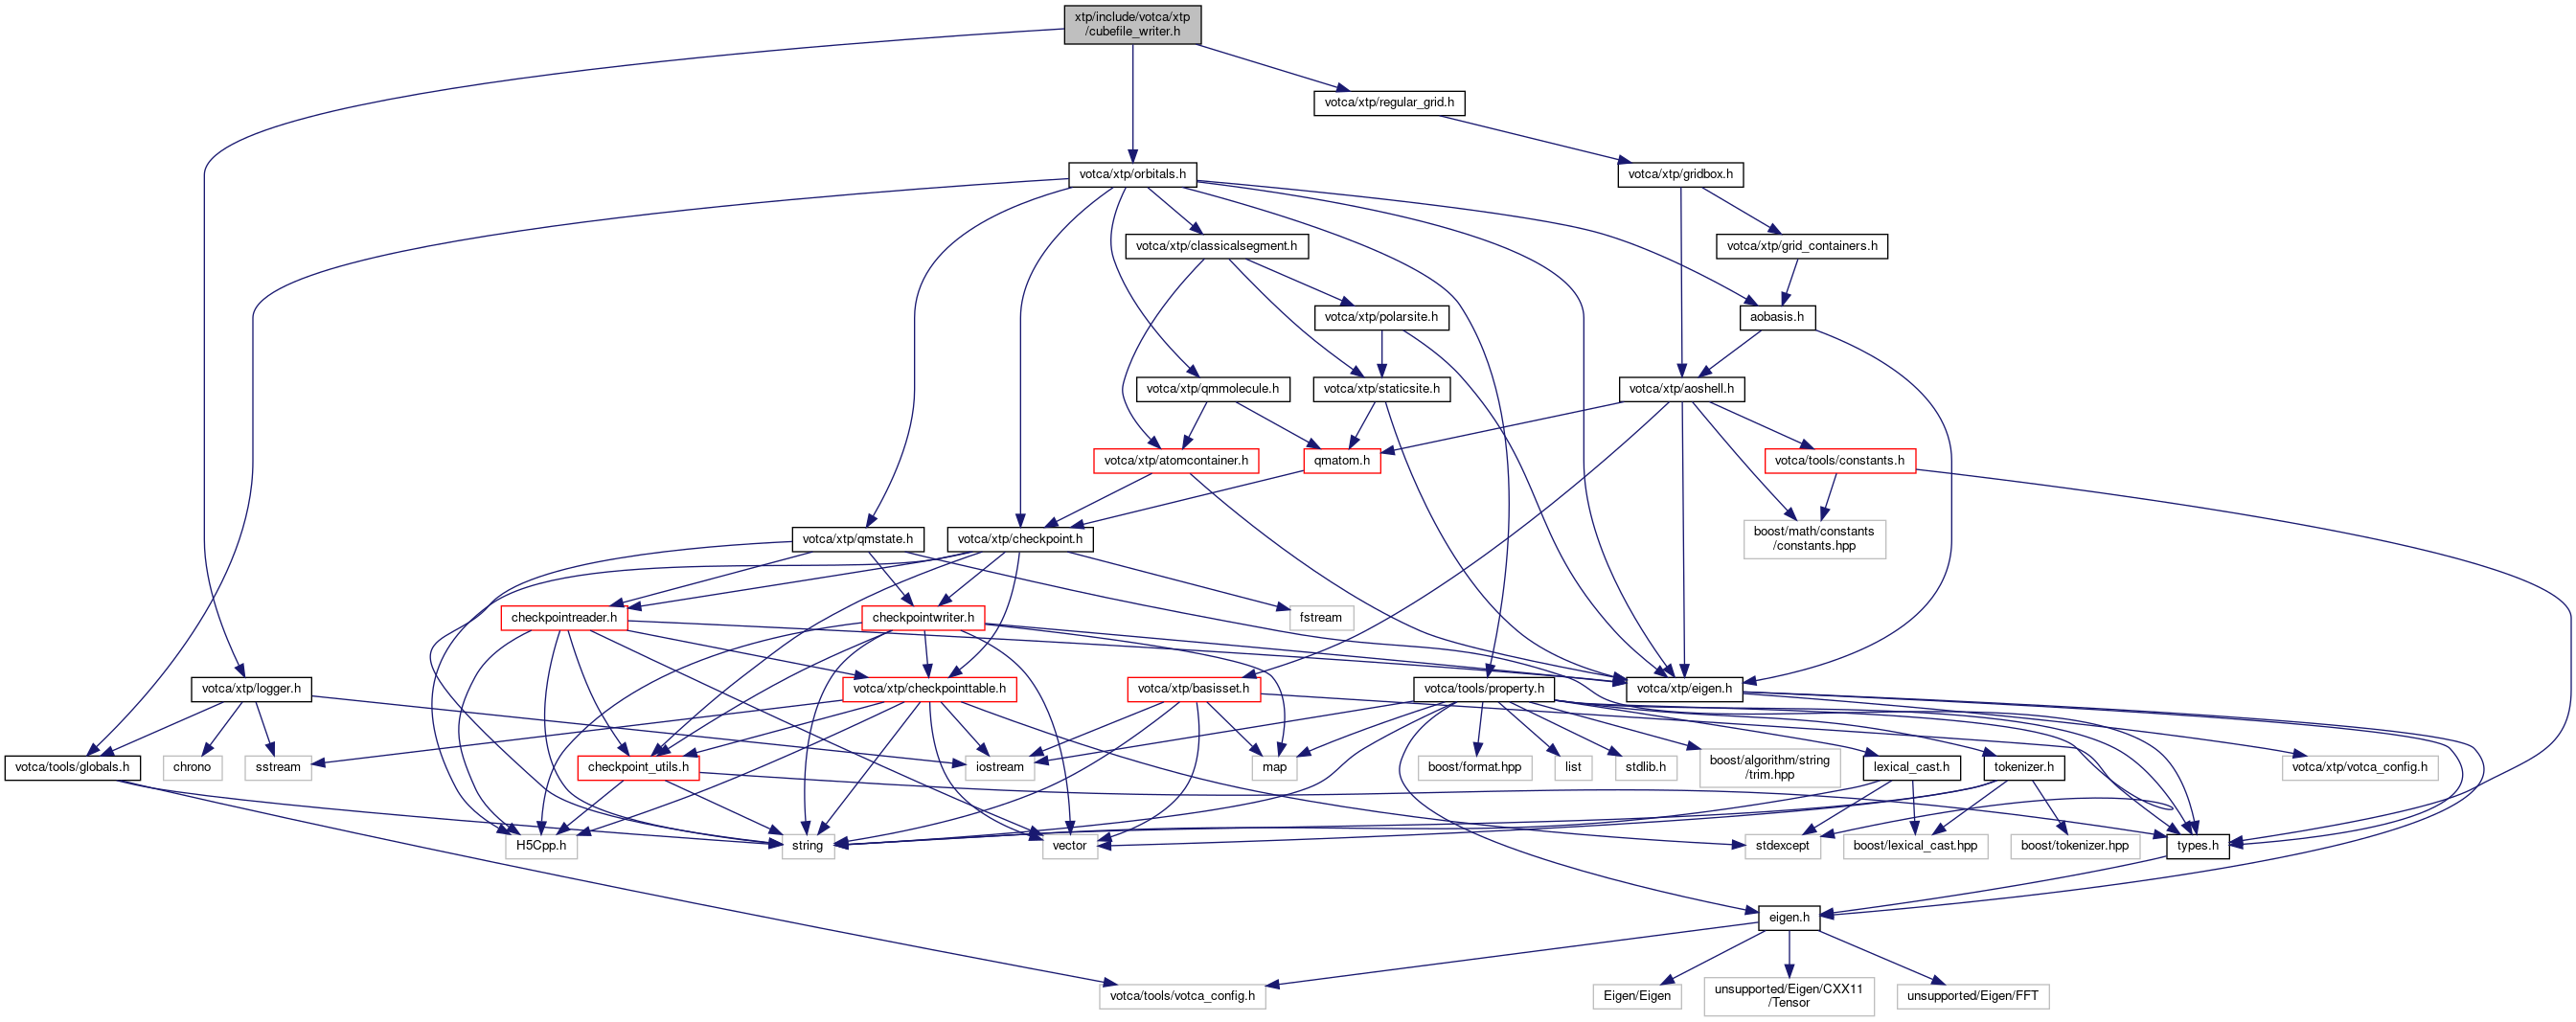 xtp/include/votca/xtp
/cubefile_writer.h
votca/xtp/regular_grid.h
votca/xtp/orbitals.h
votca/xtp/gridbox.h
votca/xtp/classicalsegment.h
votca/xtp/grid_containers.h
votca/xtp/polarsite.h
aobasis.h
votca/xtp/qmmolecule.h
votca/xtp/staticsite.h
votca/xtp/aoshell.h
votca/xtp/atomcontainer.h
qmatom.h
votca/tools/constants.h
votca/xtp/qmstate.h
votca/xtp/checkpoint.h
boost/math/constants
/constants.hpp
checkpointreader.h
checkpointwriter.h
fstream
votca/xtp/logger.h
votca/xtp/checkpointtable.h
votca/xtp/basisset.h
votca/tools/property.h
votca/xtp/eigen.h
votca/tools/globals.h
chrono
sstream
checkpoint_utils.h
iostream
map
boost/format.hpp
list
stdlib.h
boost/algorithm/string
/trim.hpp
lexical_cast.h
tokenizer.h
votca/xtp/votca_config.h
H5Cpp.h
string
vector
stdexcept
boost/lexical_cast.hpp
boost/tokenizer.hpp
types.h
eigen.h
votca/tools/votca_config.h
Eigen/Eigen
unsupported/Eigen/CXX11
/Tensor
unsupported/Eigen/FFT